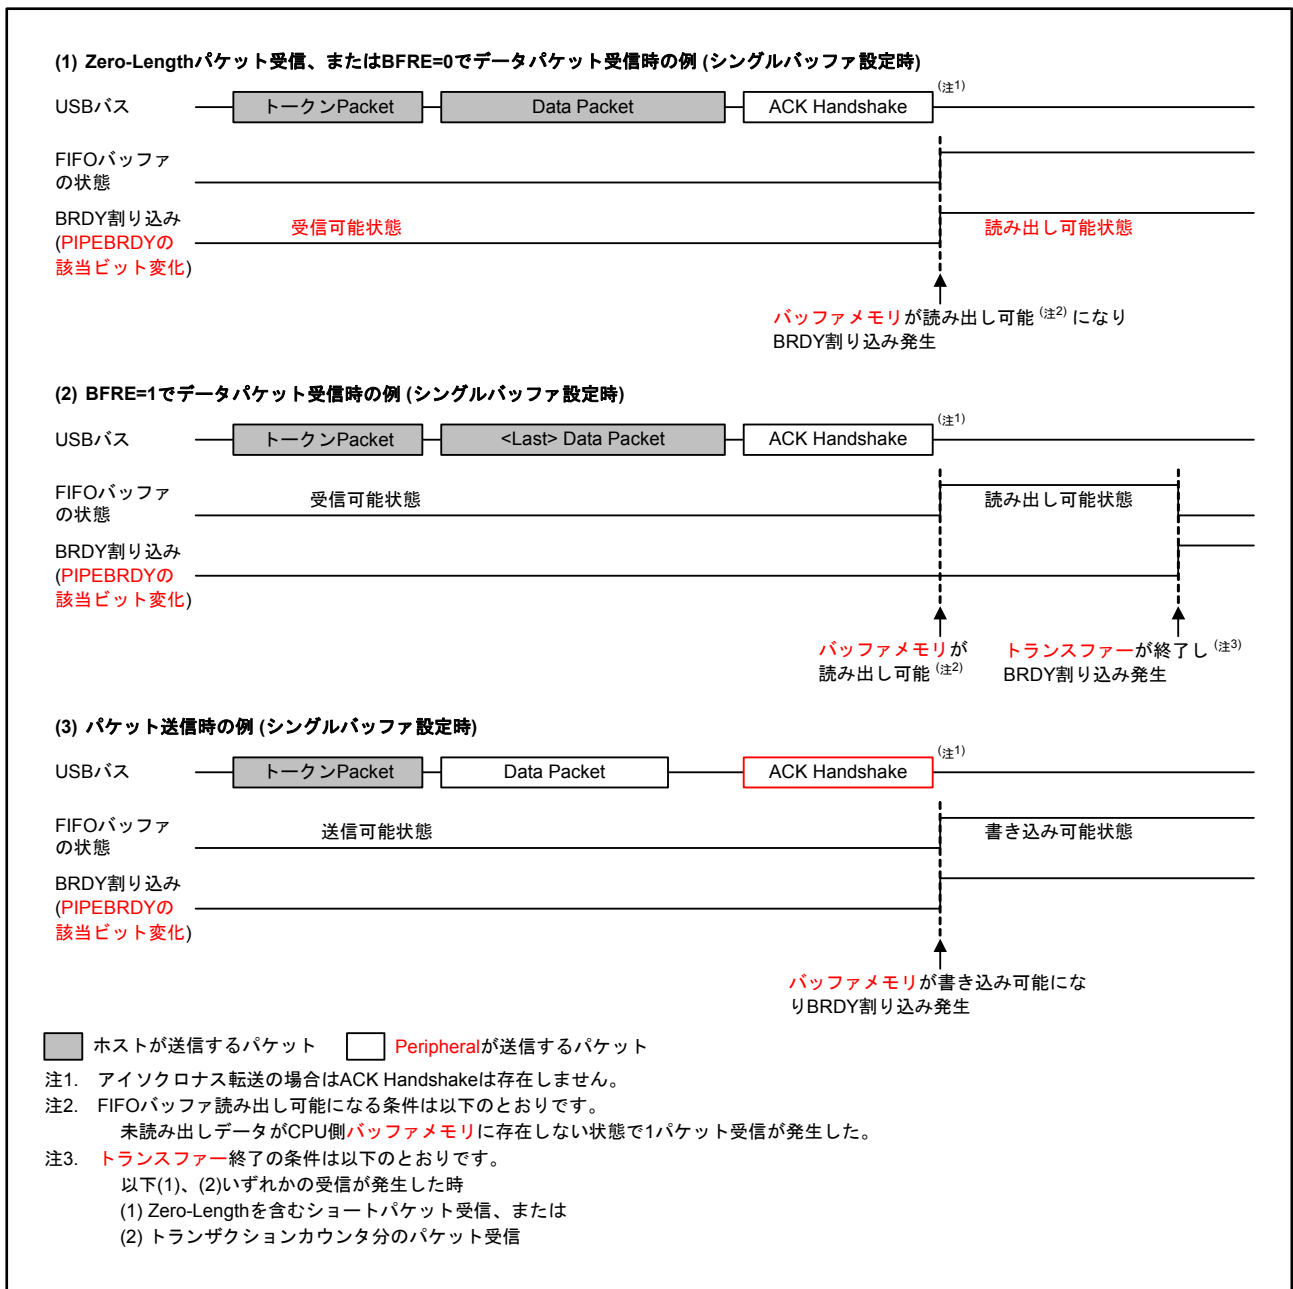 (1) Zero-Lengthパケット受信、またはBFRE=0でデータパケット受信時の例 (シングルバッファ設定時)
USBバス トークンPacket Data Packet ACK Handshake (注1)
FIFOバッファ
の状態
BRDY割り込み
(PIPEBRDYの
該当ビット変化)
受信可能状態 読み出し可能状態
バッファメモリが読み出し可能 (注2) になり
BRDY割り込み発生
(2) BFRE=1でデータパケット受信時の例 (シングルバッファ設定時)
USBバス トークンPacket <Last> Data Packet ACK Handshake (注1)
FIFOバッファ
の状態
受信可能状態 読み出し可能状態
BRDY割り込み
(PIPEBRDYの
該当ビット変化)
バッファメモリが
読み出し可能 (注2)
トランスファーが終了し (注3)
BRDY割り込み発生
(3) パケット送信時の例 (シングルバッファ設定時)
USBバス トークンPacket Data Packet ACK Handshake (注1)
FIFOバッファ
の状態
送信可能状態 書き込み可能状態
BRDY割り込み
(PIPEBRDYの
該当ビット変化)
バッファメモリが書き込み可能にな
りBRDY割り込み発生
ホストが送信するパケット Peripheralが送信するパケット
注1. アイソクロナス転送の場合はACK Handshakeは存在しません。
注2. FIFOバッファ読み出し可能になる条件は以下のとおりです。
未読み出しデータがCPU側バッファメモリに存在しない状態で1パケット受信が発生した。
注3. トランスファー終了の条件は以下のとおりです。
以下(1)、(2)いずれかの受信が発生した時
(1) Zero-Lengthを含むショートパケット受信、または
(2) トランザクションカウンタ分のパケット受信